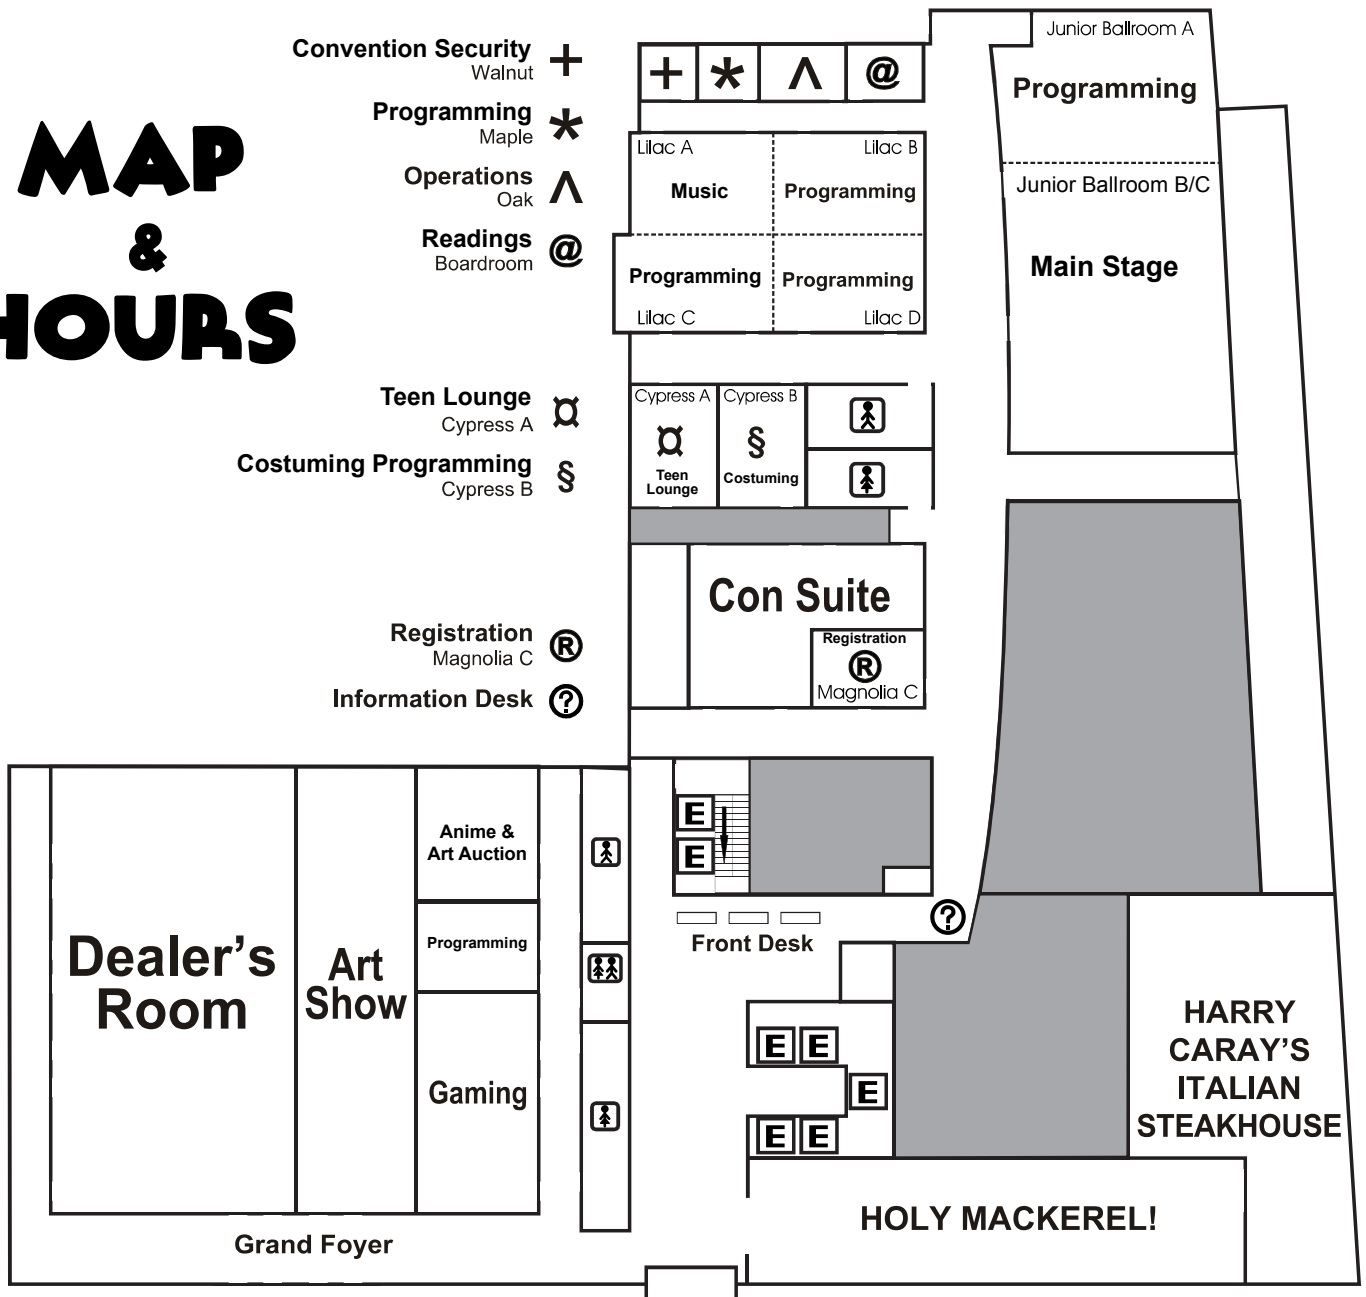 MAP
&
HOURS
Convention Security +
Walnut
Programming *
Maple
Operations Λ
Oak
Readings @
Boardroom
Teen Lounge ¤
Cypress A
Costuming Programming §
Cypress B
Registration ®
Magnolia C
Information Desk ?
+ * Λ @
Junior Ballroom A
Programming
Junior Ballroom B/C
Main Stage
Lilac A
Music
Lilac B
Programming
Programming
Lilac C
Programming
Lilac D
Cypress A
¤
Teen
Lounge
Cypress B
§
Costuming
Con Suite
Registration
®
Magnolia C
E
E
?
Front Desk
Dealer's
Room
Art
Show
Anime &
Art Auction
Programming
Gaming
Grand Foyer
E E
E
E E
HARRY
CARAY'S
ITALIAN
STEAKHOUSE
HOLY MACKEREL!